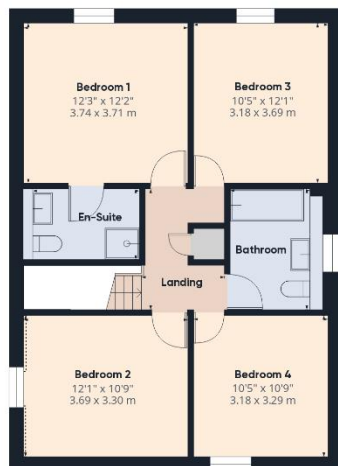 Bedroom 1
12'3" x 12'2"
3.74 x 3.71 m
Bedroom 3
10'5" x 12'1"
3.18 x 3.69 m
En-Suite
Bathroom
Landing
Bedroom 2
12'1" x 10'9"
3.69 x 3.30 m
Bedroom 4
10'5" x 10'9"
3.18 x 3.29 m